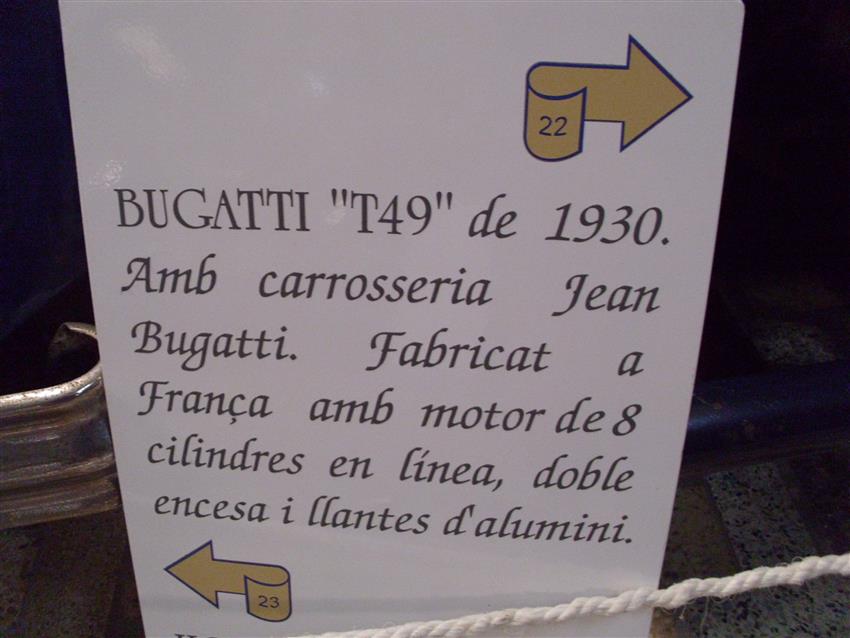 22
BUGATTI "T49" de 1930.
Amb carrosseria Jean
Bugatti. Fabricat a
França amb motor de 8
cilindres en línea, doble
encesa i llantes d'alumini.
23